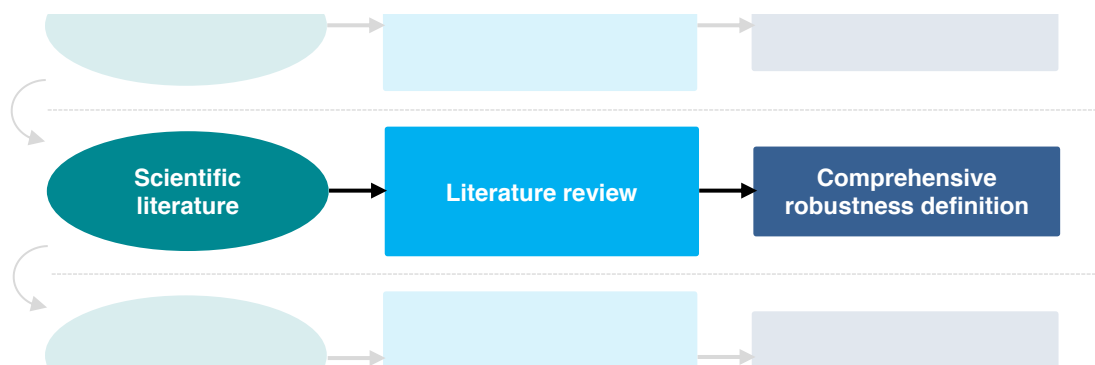 Scientific
literature
Literature review
Comprehensive
robustness definition